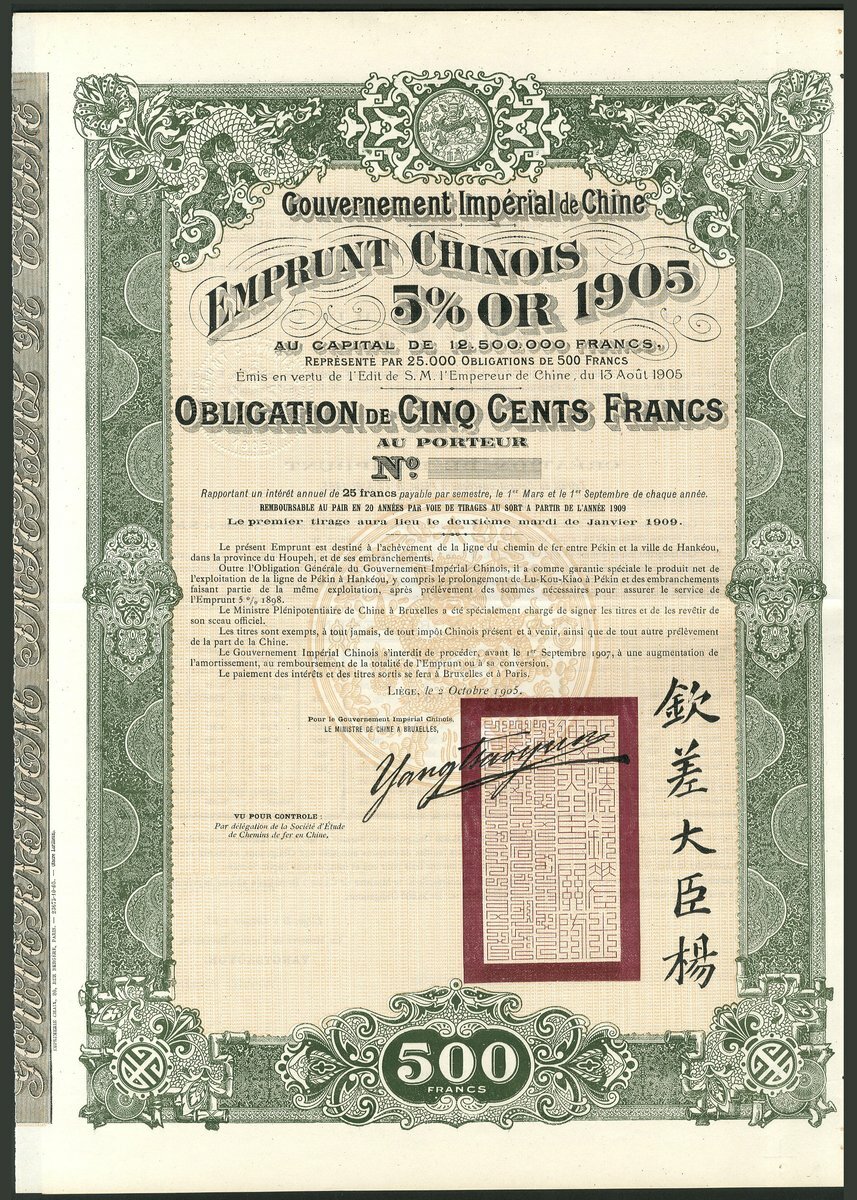 Gouvernement Impérial de Chine
EMPRUNT CHINOIS
5% OR 1905
AU CAPITAL DE 12.500.000 FRANCS.
REPRÉSENTÉ PAR 25.000 OBLIGATIONS DE 500 FRANCS
Émis en vertu de l'Edit de S. M. l'Empereur de Chine, du 13 Août 1905
OBLIGATION DE CINQ CENTS FRANCS
AU PORTEUR
No.
Rapportant un intérêt annuel de 25 francs payable par semestre, le 1er Mars et le 1er Septembre de chaque année.
REMBOURSABLE AU PAIR EN 20 ANNÉES PAR VOIE DE TIRAGES AU SORT A PARTIR DE L'ANNÉE 1909
Le premier tirage aura lieu le deuxième mardi de Janvier 1909.
Le présent Emprunt est destiné à l'achèvement de la ligne du chemin de fer entre Pékin et la ville de Hankéou,
dans la province du Houpeh, et de ses embranchements.
Outre l'Obligation Générale du Gouvernement Impérial Chinois, il a comme garantie spéciale le produit net de
l'exploitation de la ligne de Pékin à Hankéou, y compris le prolongement de Lu-Kou-Kiao à Pékin et des embranchements
faisant partie de la même exploitation, après prélèvement des sommes nécessaires pour assurer le service de
l'Emprunt 5 % 1898.
Le Ministre Plénipotentiaire de Chine à Bruxelles a été spécialement chargé de signer les titres et de les revêtir de
son sceau officiel.
Les titres sont exempts, à tout jamais, de tout impôt Chinois présent et à venir, ainsi que de tout autre prélèvement
de la part de la Chine.
Le Gouvernement Impérial Chinois s'interdit de procéder, avant le 1er Septembre 1907, à une augmentation de
l'amortissement, au remboursement de la totalité de l'Emprunt ou à sa conversion.
Le paiement des intérêts et des titres sortis se fera à Bruxelles et à Paris.
LIÈGE, le 2 Octobre 1905.
Pour le Gouvernement Impérial Chinois,
LE MINISTRE DE CHINE A BRUXELLES,
Yang Tsao yuen
欽差大臣楊
VU POUR CONTROLE :
Par délégation de la Société d'Étude
de Chemins de fer en Chine,
500
FRANCS
GOUVERNEMENT IMPÉRIAL DE CHINE
IMPRIMERIE CHAIX, 20, RUE BERGÈRE, PARIS.